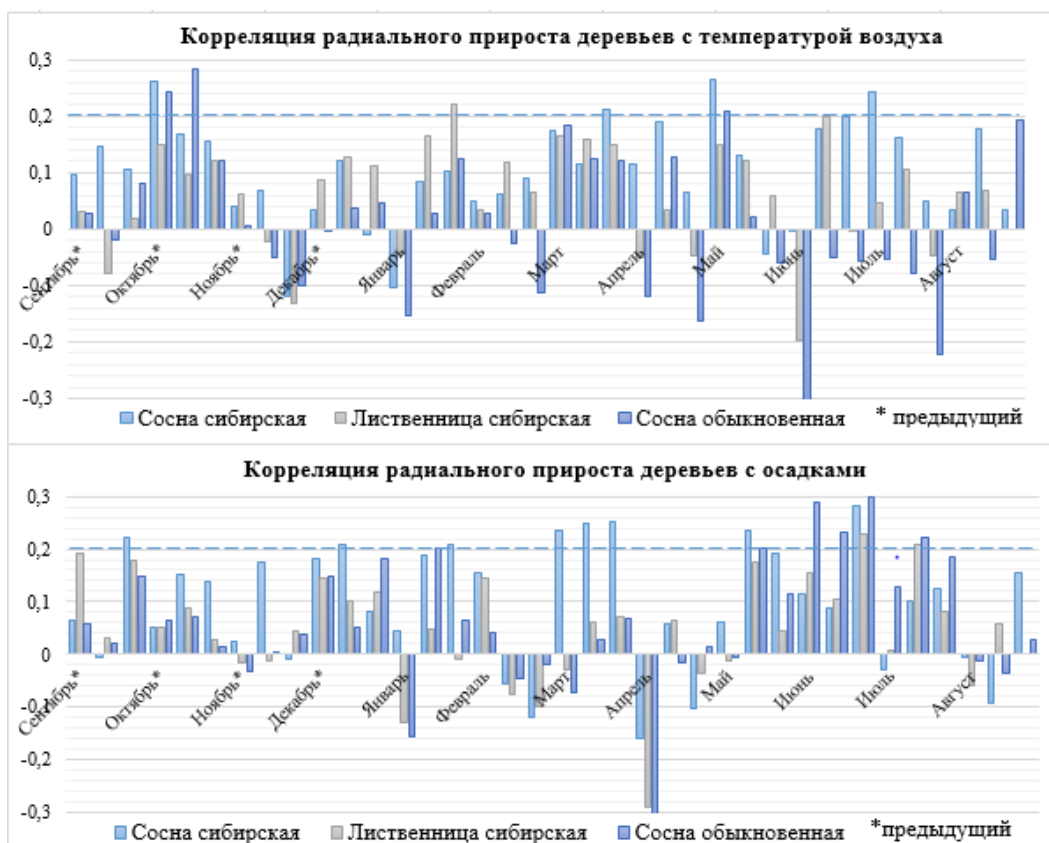 Корреляция радиального прироста деревьев с температурой воздуха
0,3
0,2
0,1
0
-0,1
-0,2
-0,3
Сентябрь*
Октябрь*
Ноябрь*
Декабрь*
Январь
Февраль
Март
Апрель
Май
Июнь
Июль
Август
Сосна сибирская Лиственница сибирская Сосна обыкновенная * предыдущий
Корреляция радиального прироста деревьев с осадками
0,3
0,2
0,1
0
-0,1
-0,2
-0,3
Сентябрь*
Октябрь*
Ноябрь*
Декабрь*
Январь
Февраль
Март
Апрель
Май
Июнь
Июль
Август
Сосна сибирская Лиственница сибирская Сосна обыкновенная *предыдущий